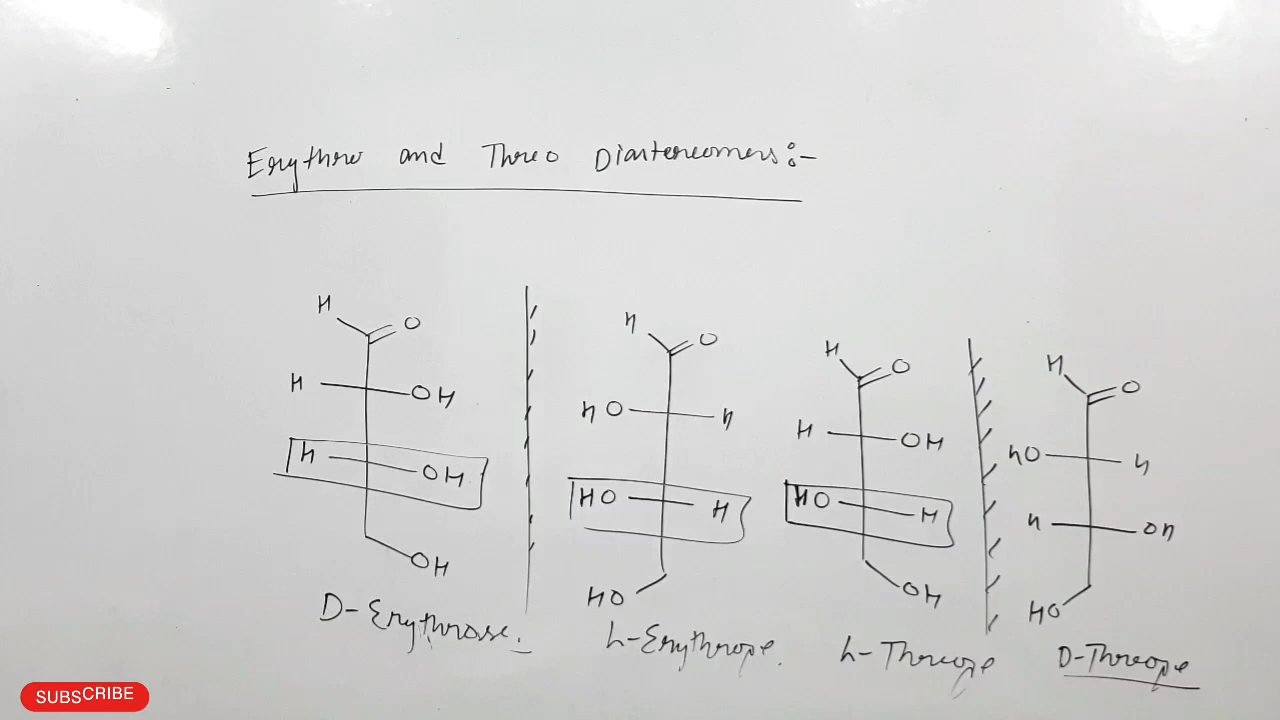 Erythro and Threo Diastereomers:-
H O
H OH
H OH
OH
D-Erythrose.
H O
HO H
HO H
HO
L-Erythrose.
H O
H OH
HO H
OH
L-Threose
H O
HO H
H OH
HO
D-Threose
SUBSCRIBE